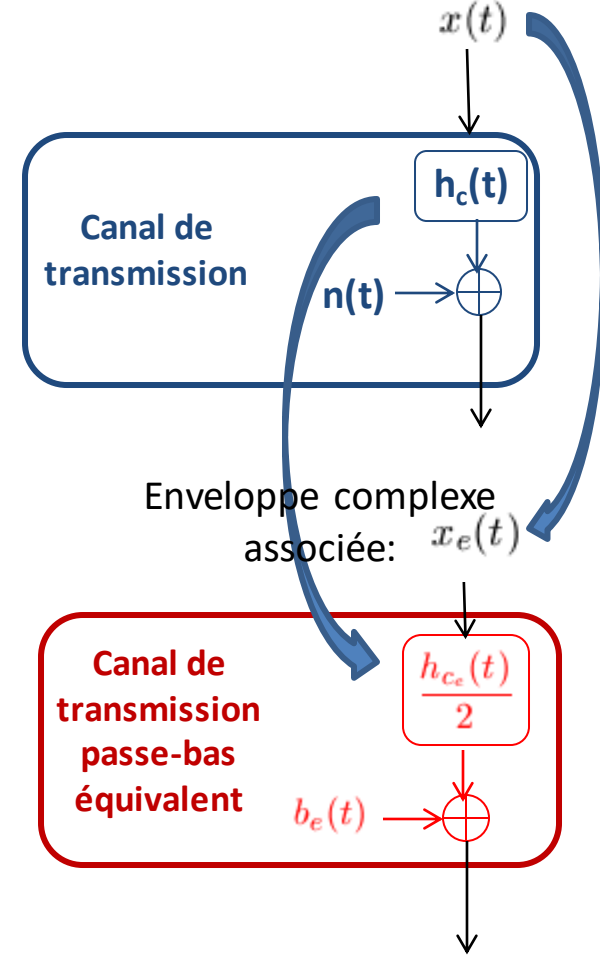 x(t)
h_c(t)
Canal de
transmission
n(t)
Enveloppe complexe
associée: x_e(t)
Canal de
transmission
passe-bas
équivalent
h_{c_e}(t)
2
b_e(t)